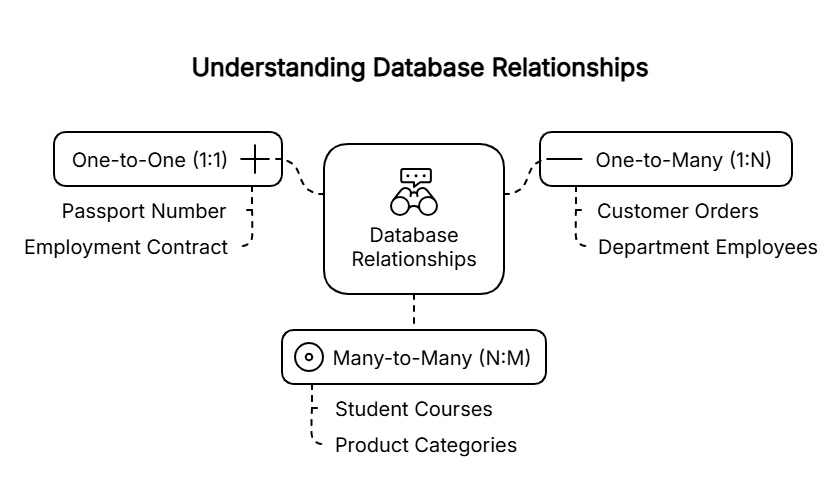 Understanding Database Relationships
One-to-One (1:1)
Passport Number
Employment Contract
Database
Relationships
One-to-Many (1:N)
Customer Orders
Department Employees
Many-to-Many (N:M)
Student Courses
Product Categories